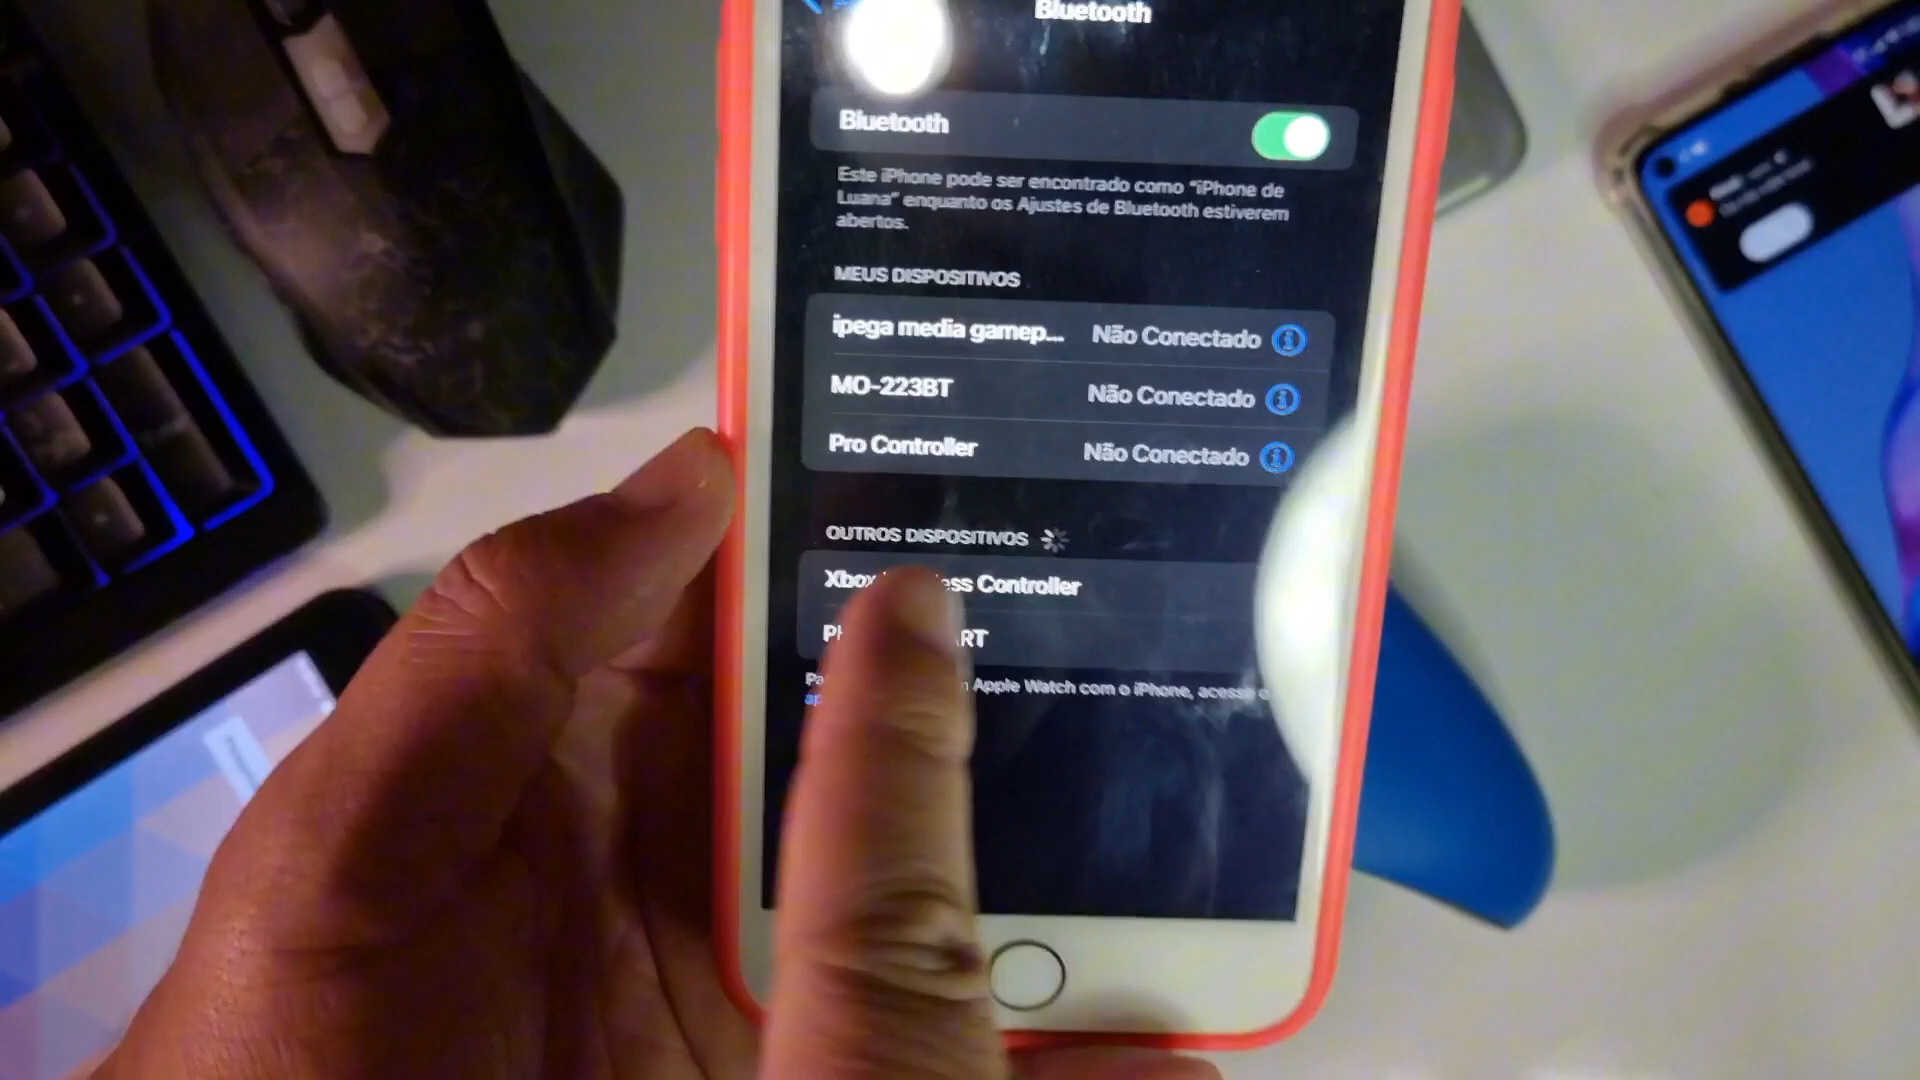 Bluetooth
Bluetooth
Este iPhone pode ser encontrado como “iPhone de
Luana” enquanto os Ajustes de Bluetooth estiverem
abertos.
MEUS DISPOSITIVOS
ipega media gamep... Não Conectado
MO-223BT Não Conectado
Pro Controller Não Conectado
OUTROS DISPOSITIVOS
Xbox Controller
Apple Watch com o iPhone, acesse o